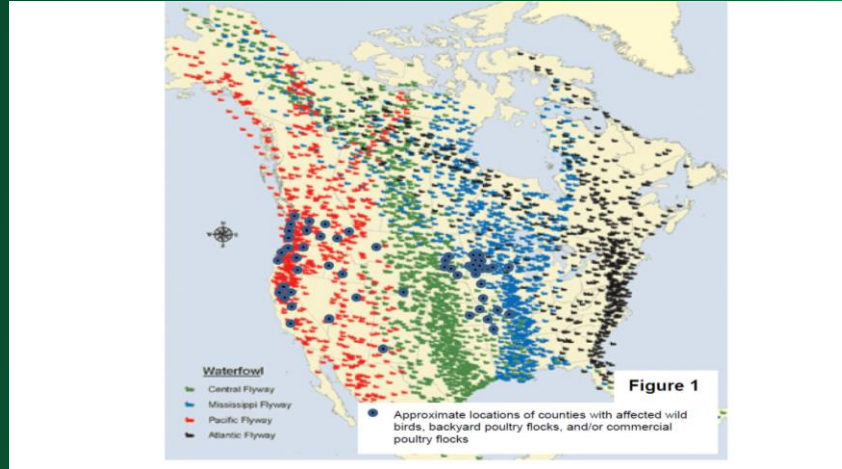 Waterfowl
Central Flyway
Mississippi Flyway
Pacific Flyway
Atlantic Flyway
Figure 1
Approximate locations of counties with affected wild
birds, backyard poultry flocks, and/or commercial
poultry flocks